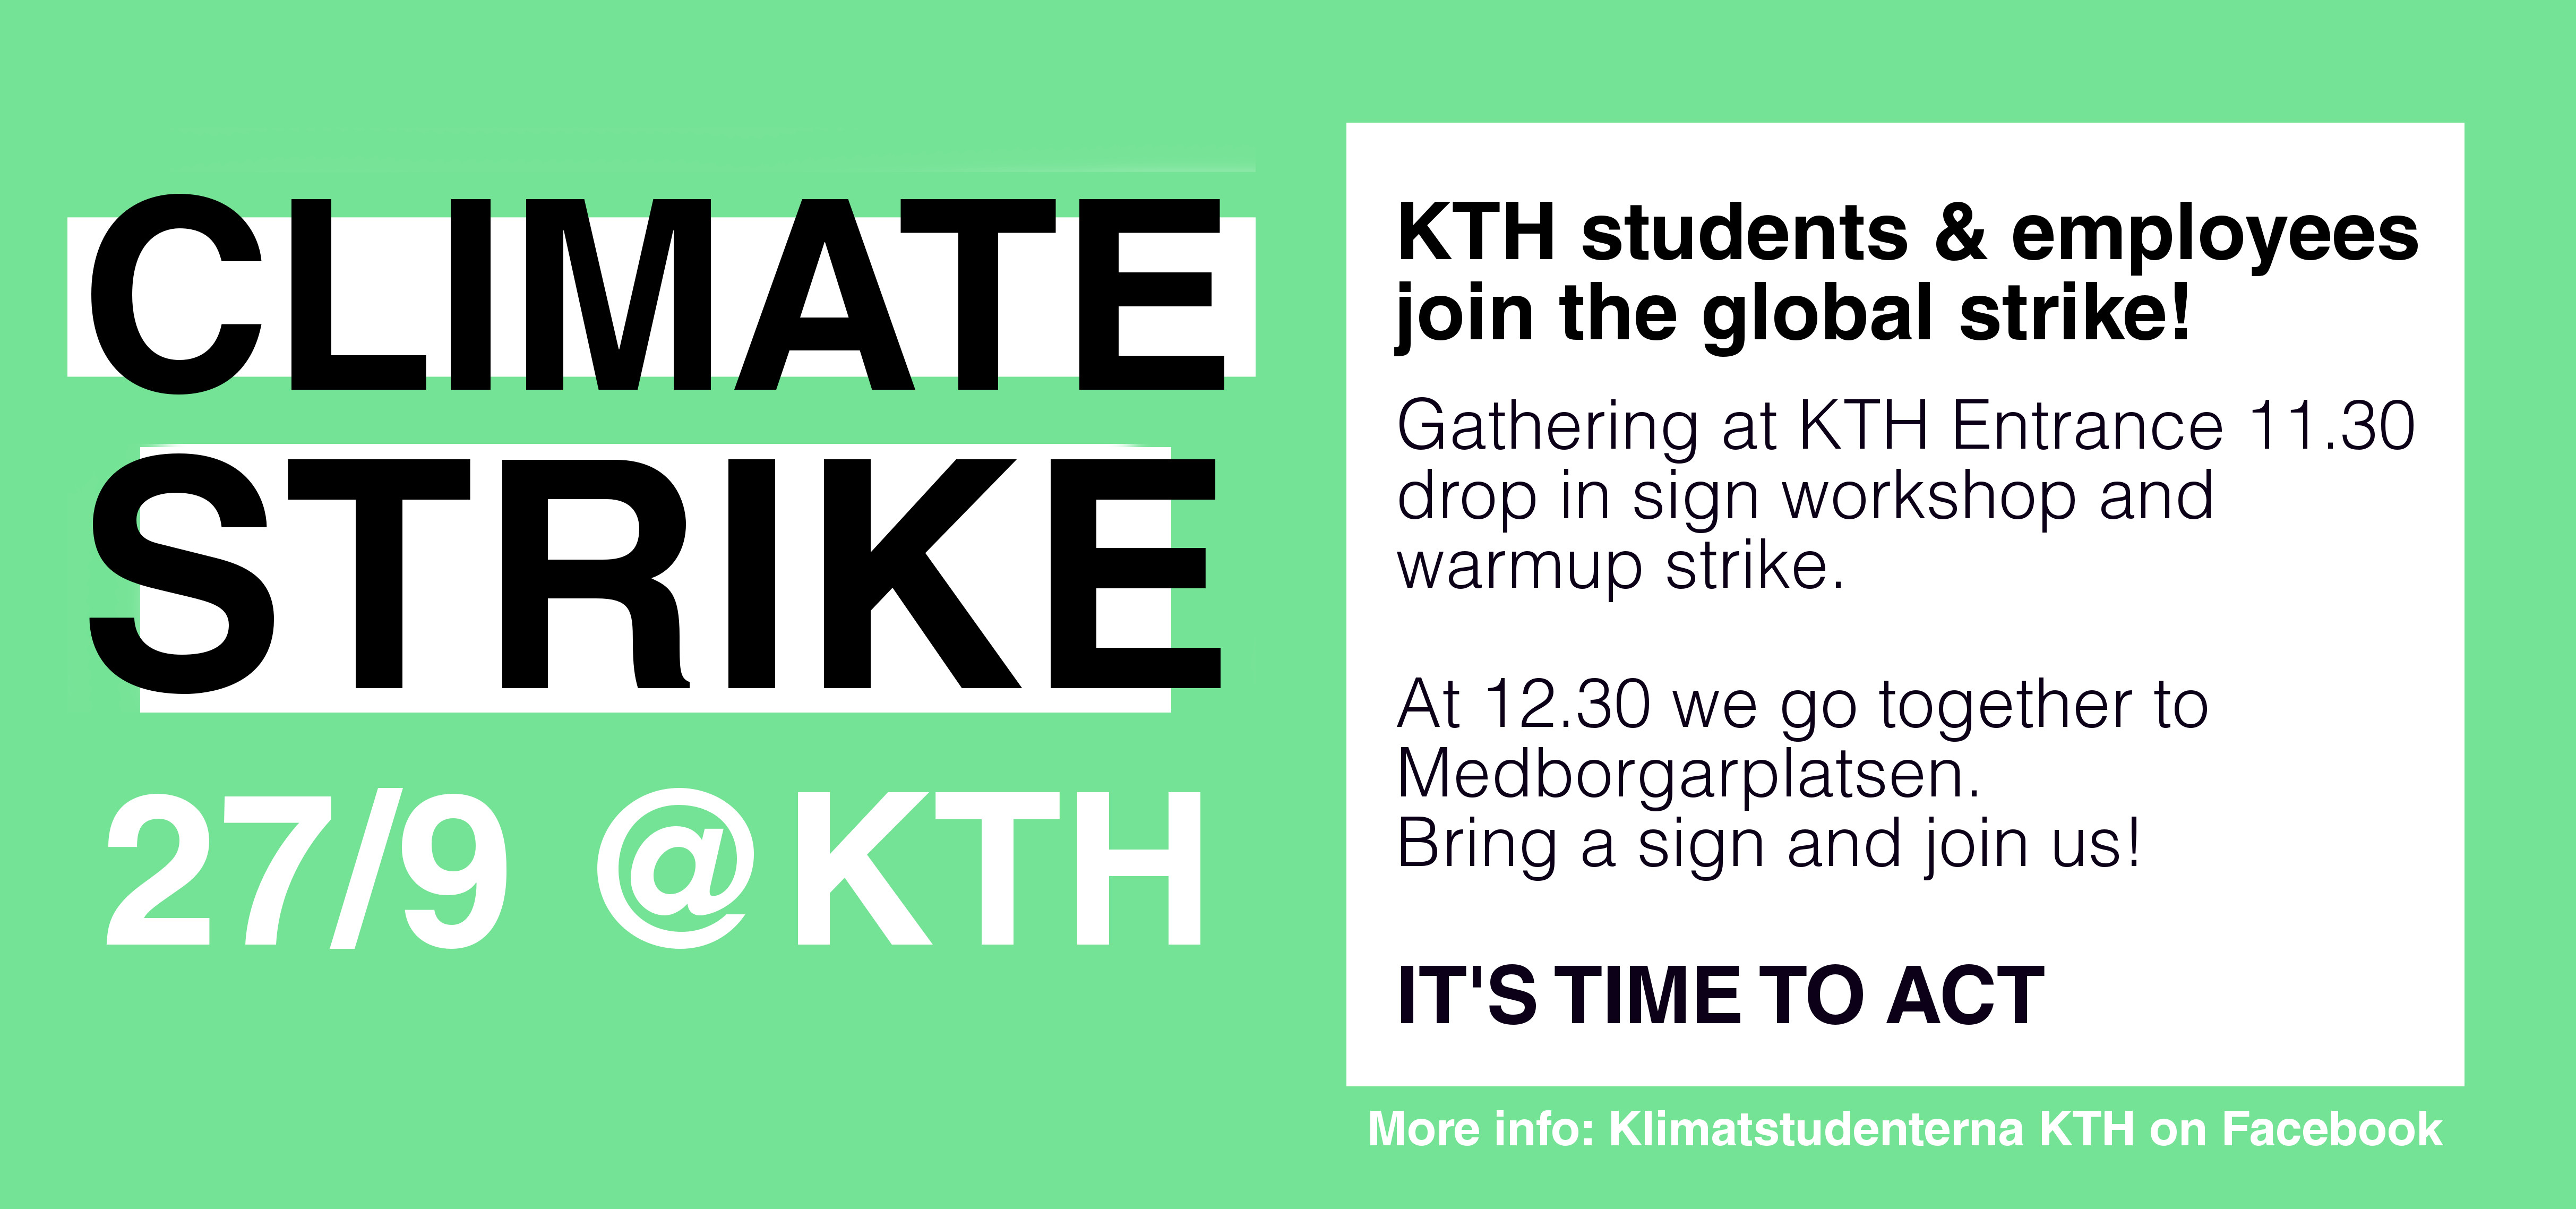 CLIMATE
STRIKE
27/9 @KTH
KTH students & employees
join the global strike!
Gathering at KTH Entrance 11.30
drop in sign workshop and
warmup strike.
At 12.30 we go together to
Medborgarplatsen.
Bring a sign and join us!
IT'S TIME TO ACT
More info: Klimatstudenterna KTH on Facebook